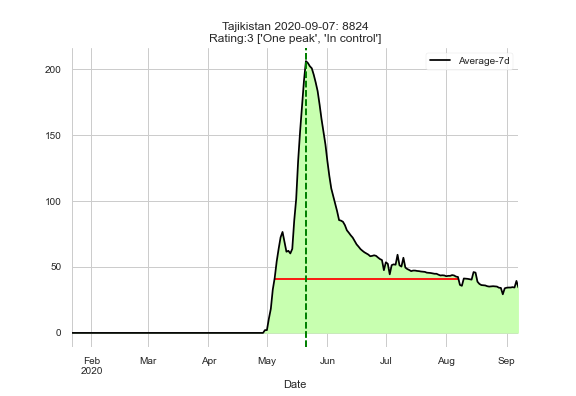 Tajikistan 2020-09-07: 8824
Rating:3 ['One peak', 'In control']
Average-7d
200
150
100
50
0
Feb
2020
Mar
Apr
May
Jun
Jul
Aug
Sep
Date